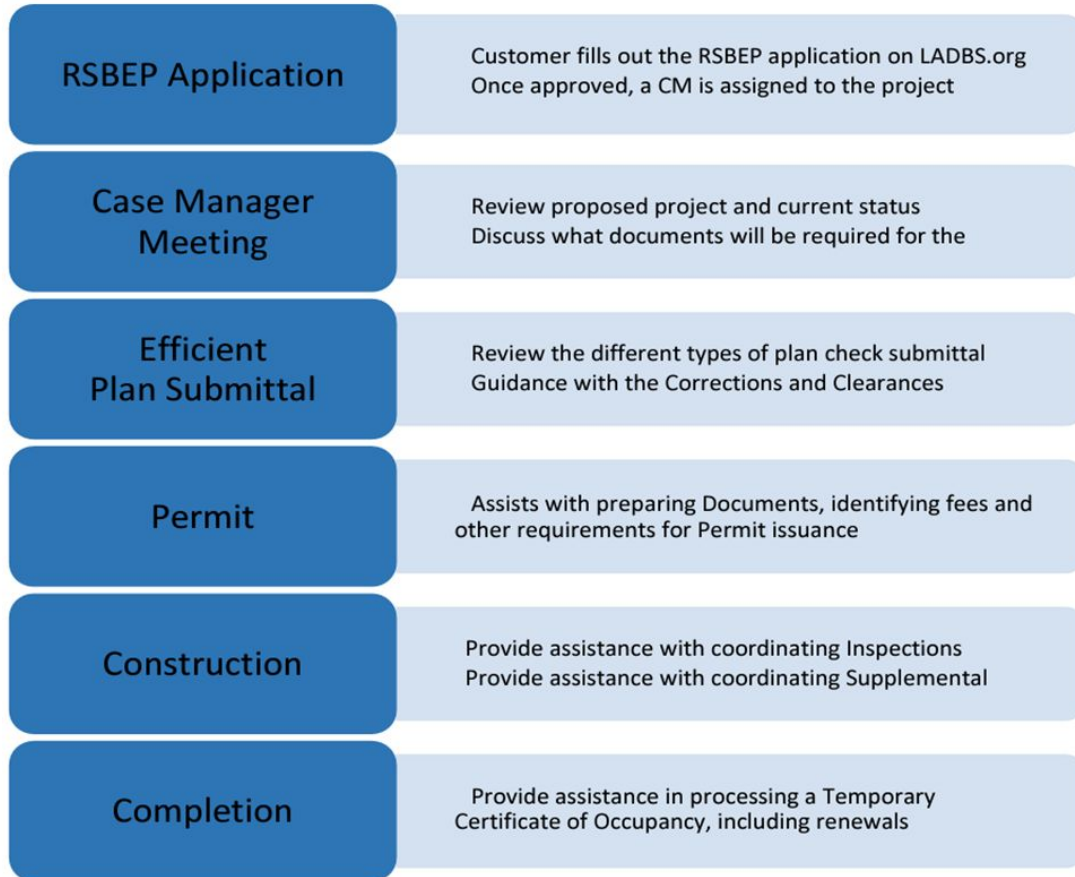 RSBEP Application
Customer fills out the RSBEP application on LADBS.org
Once approved, a CM is assigned to the project
Case Manager
Meeting
Review proposed project and current status
Discuss what documents will be required for the
Efficient
Plan Submittal
Review the different types of plan check submittal
Guidance with the Corrections and Clearances
Permit
Assists with preparing Documents, identifying fees and
other requirements for Permit issuance
Construction
Provide assistance with coordinating Inspections
Provide assistance with coordinating Supplemental
Completion
Provide assistance in processing a Temporary
Certificate of Occupancy, including renewals